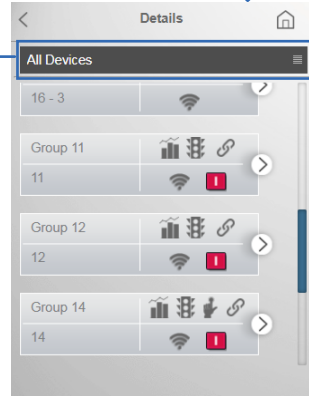 Details
All Devices
16 - 3
Group 11
11
I
Group 12
12
I
Group 14
14
I